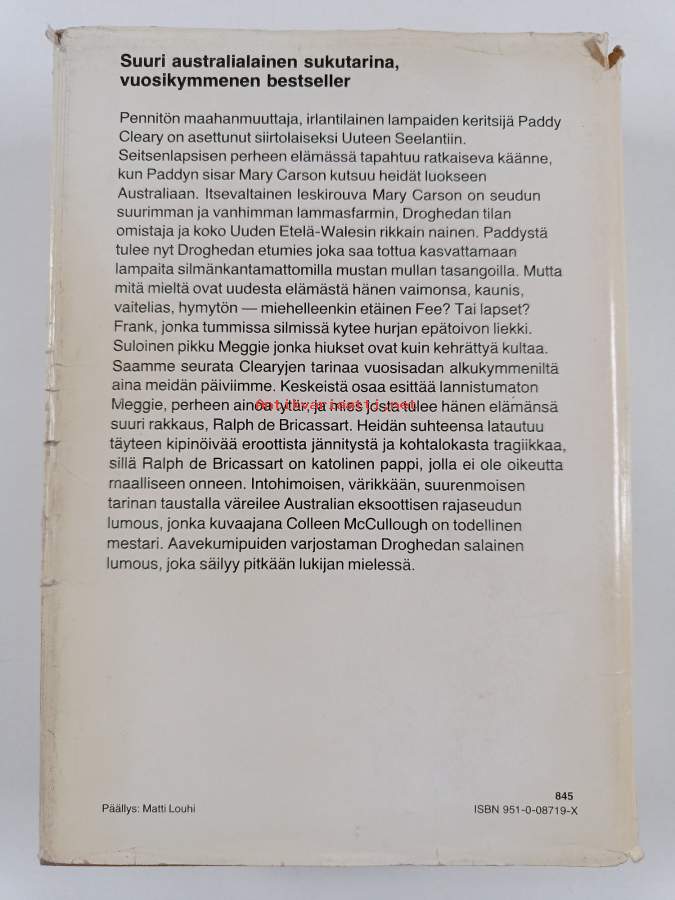 Suuri australialainen sukutarina,
vuosikymmenen bestseller
Pennitön maahanmuuttaja, irlantilainen lampaiden keritsijä Paddy
Cleary on asettunut siirtolaiseksi Uuteen Seelantiin.
Seitsenlapsisen perheen elämässä tapahtuu ratkaiseva käänne,
kun Paddyn sisar Mary Carson kutsuu heidät luokseen
Australiaan. Itsevaltainen leskirouva Mary Carson on seudun
suurimman ja vanhimman lammasfarmin, Droghedan tilan
omistaja ja koko Uuden Etelä-Walesin rikkain nainen. Paddystä
tulee nyt Droghedan etumies joka saa tottua kasvattamaan
lampaita silmänkantamattomilla mustan mullan tasangoilla. Mutta
mitä mieltä ovat uudesta elämästä hänen vaimonsa, kaunis,
vaitelias, hymytön — miehelleenkin etäinen Fee? Tai lapset?
Frank, jonka tummissa silmissä kytee hurjan epätoivon liekki.
Suloinen pikku Meggie jonka hiukset ovat kuin kehrättyä kultaa.
Saamme seurata Clearyjen tarinaa vuosisadan alkukymmeniltä
aina meidän päiviimme. Keskeistä osaa esittää lannistumaton
Meggie, perheen ainoa tytär, ja mies josta tulee hänen elämänsä
Antikvariaatti.net
suuri rakkaus, Ralph de Bricassart. Heidän suhteensa latautuu
täyteen kipinöivää eroottista jännitystä ja kohtalokasta tragiikkaa,
sillä Ralph de Bricassart on katolinen pappi, jolla ei ole oikeutta
maalliseen onneen. Intohimoisen, värikkään, suurenmoisen
tarinan taustalla väreilee Australian eksoottisen rajaseudun
lumous, jonka kuvaajana Colleen McCullough on todellinen
mestari. Aavekumipuiden varjostaman Droghedan salainen
lumous, joka säilyy pitkään lukijan mielessä.
845
Päällys: Matti Louhi
ISBN 951-0-08719-X